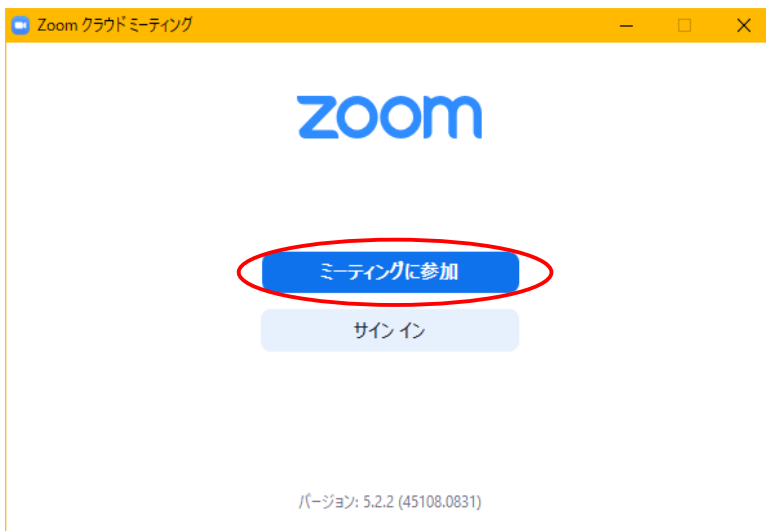 Zoom クラウド ミーティング
zoom
ミーティングに参加
サイン イン
バージョン: 5.2.2 (45108.0831)